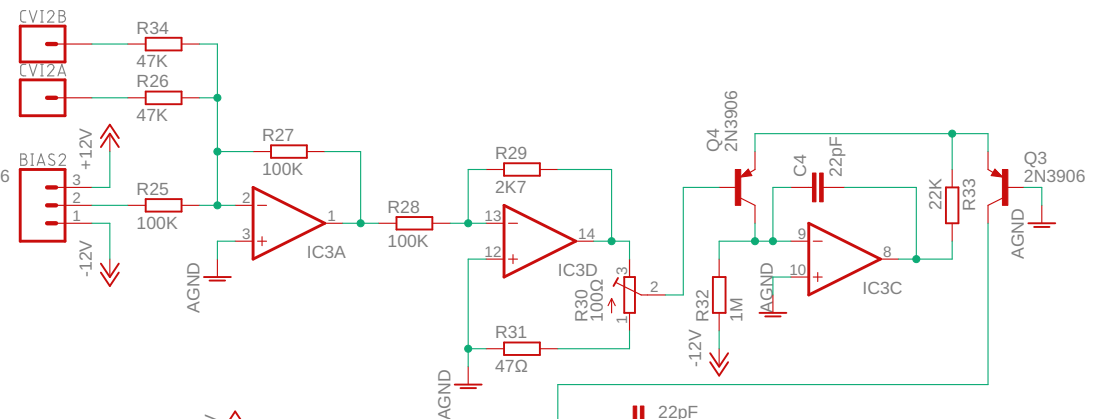 CVI2B
R34
47K
CVI2A
R26
47K
+12V
R27
100K
BIAS2
6
3
2
1
R25
100K
-12V
2
3
1
IC3A
AGND
R28
100K
R29
2K7
13
12
14
IC3D
R30
100Ω
3
2
1
R31
47Ω
AGND
Q4
2N3906
C4
22pF
R32
1M
-12V
9
10
8
IC3C
AGND
22K
R33
Q3
2N3906
AGND
22pF